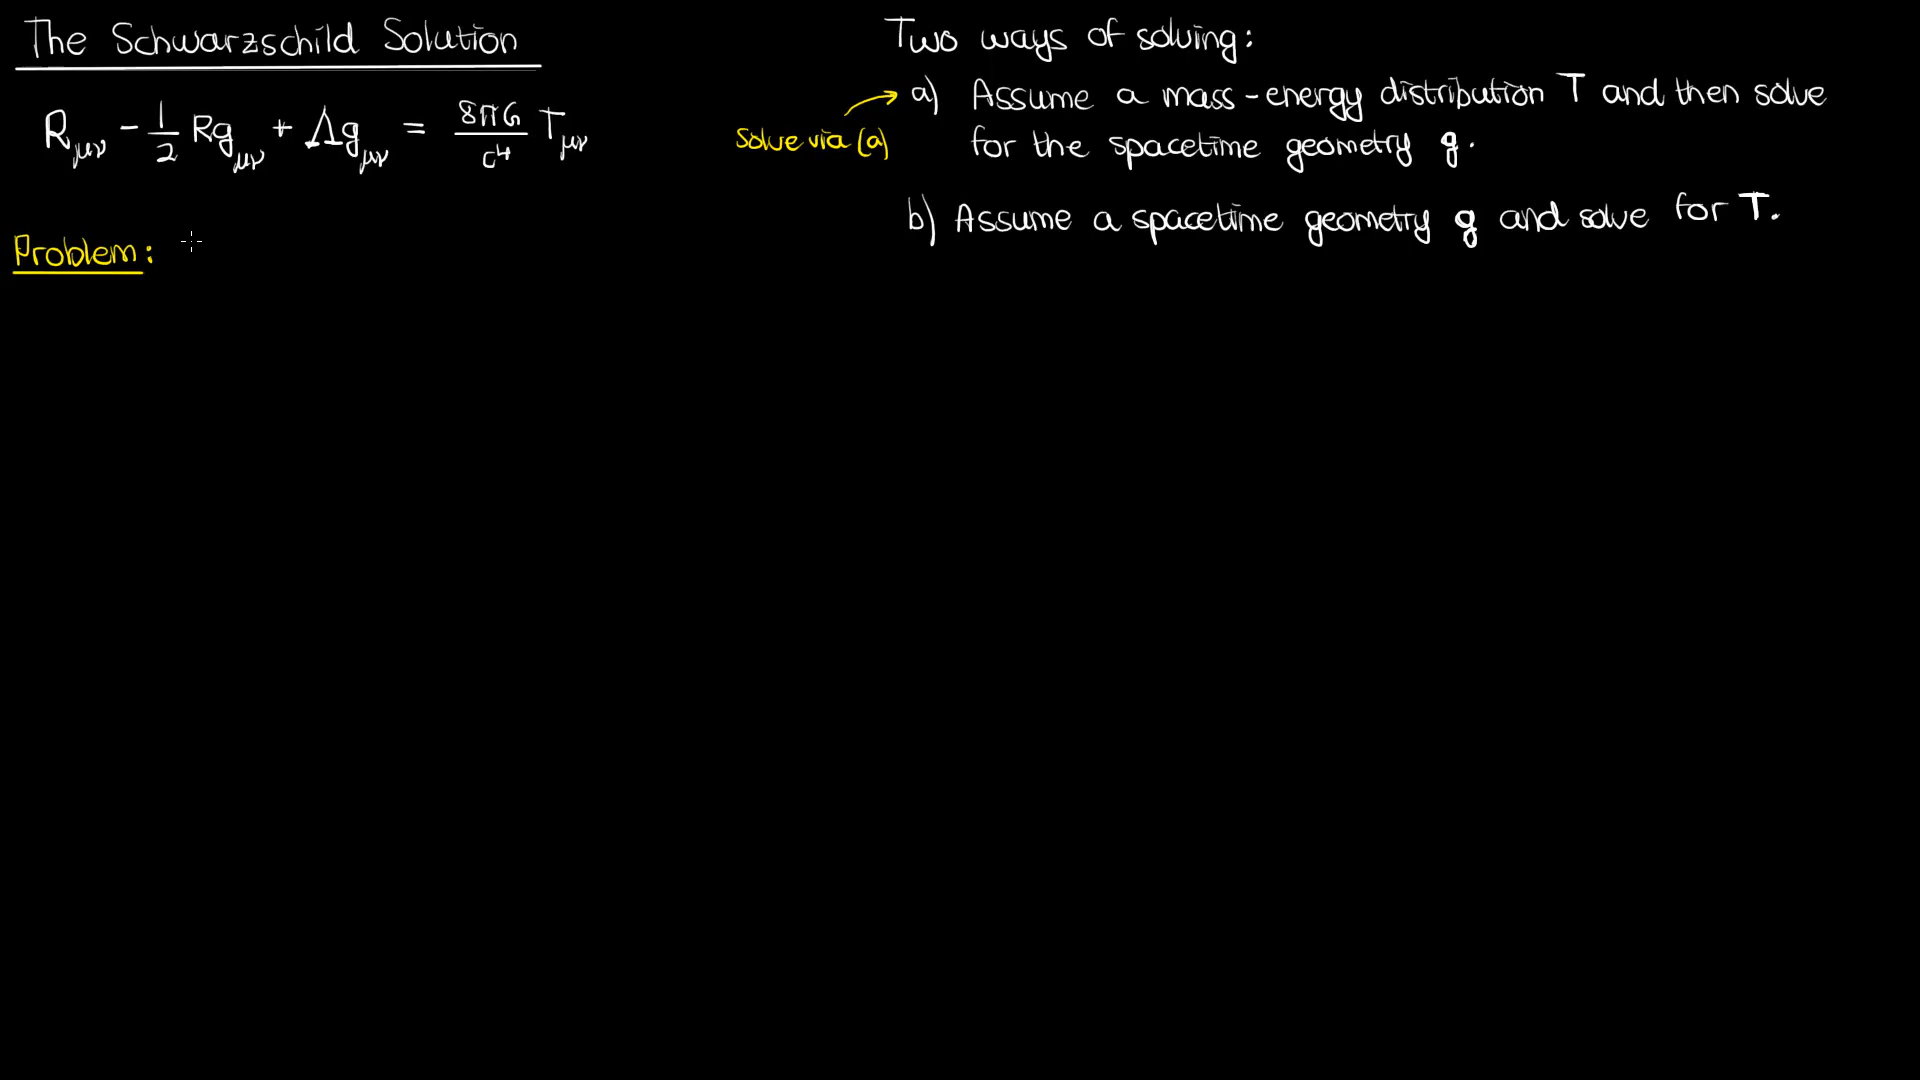 The Schwarzschild Solution
R_μν - 1/2 Rg_μν + Λg_μν = 8πG/c⁴ T_μν
Problem:
Two ways of solving:
a) Assume a mass-energy distribution T and then solve
for the spacetime geometry g.
Solve via (a)
b) Assume a spacetime geometry g and solve for T.